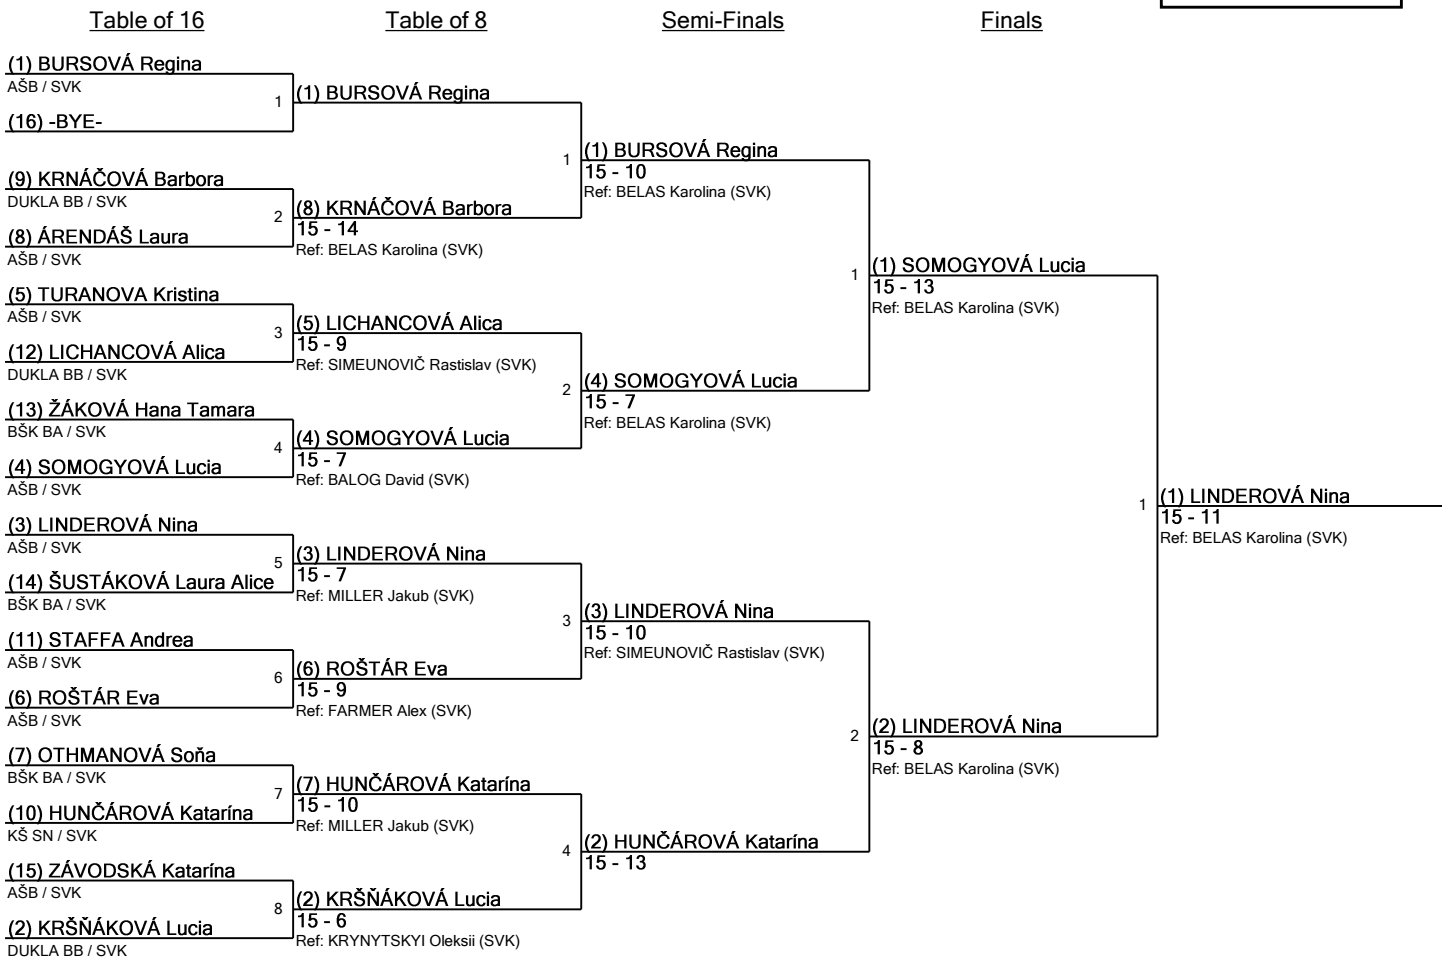 Table of 16
Table of 8
Semi-Finals
Finals
(1) BURSOVÁ Regina
AŠB / SVK
1
(16) -BYE-
(9) KRNÁČOVÁ Barbora
DUKLA BB / SVK
2
(8) ÁRENDÁŠ Laura
AŠB / SVK
(5) TURANOVA Kristina
AŠB / SVK
3
(12) LICHANCOVÁ Alica
DUKLA BB / SVK
(13) ŽÁKOVÁ Hana Tamara
BŠK BA / SVK
4
(4) SOMOGYOVÁ Lucia
AŠB / SVK
(3) LINDEROVÁ Nina
AŠB / SVK
5
(14) ŠUSTÁKOVÁ Laura Alice
BŠK BA / SVK
(11) STAFFA Andrea
AŠB / SVK
6
(6) ROŠTÁR Eva
AŠB / SVK
(7) OTHMANOVÁ Soňa
BŠK BA / SVK
7
(10) HUNČÁROVÁ Katarína
KŠ SN / SVK
(15) ZÁVODSKÁ Katarína
AŠB / SVK
8
(2) KRŠŇÁKOVÁ Lucia
DUKLA BB / SVK
(1) BURSOVÁ Regina
1
(8) KRNÁČOVÁ Barbora
15 - 14
Ref: BELAS Karolina (SVK)
(5) LICHANCOVÁ Alica
15 - 9
Ref: SIMEUNOVIČ Rastislav (SVK)
2
(4) SOMOGYOVÁ Lucia
15 - 7
Ref: BALOG David (SVK)
(3) LINDEROVÁ Nina
15 - 7
Ref: MILLER Jakub (SVK)
3
(6) ROŠTÁR Eva
15 - 9
Ref: FARMER Alex (SVK)
(7) HUNČÁROVÁ Katarína
15 - 10
Ref: MILLER Jakub (SVK)
4
(2) KRŠŇÁKOVÁ Lucia
15 - 6
Ref: KRYNYTSKYI Oleksii (SVK)
(1) BURSOVÁ Regina
15 - 10
Ref: BELAS Karolina (SVK)
1
(4) SOMOGYOVÁ Lucia
15 - 7
Ref: BELAS Karolina (SVK)
(3) LINDEROVÁ Nina
15 - 10
Ref: SIMEUNOVIČ Rastislav (SVK)
2
(2) HUNČÁROVÁ Katarína
15 - 13
(1) SOMOGYOVÁ Lucia
15 - 13
Ref: BELAS Karolina (SVK)
1
(2) LINDEROVÁ Nina
15 - 8
Ref: BELAS Karolina (SVK)
(1) LINDEROVÁ Nina
15 - 11
Ref: BELAS Karolina (SVK)